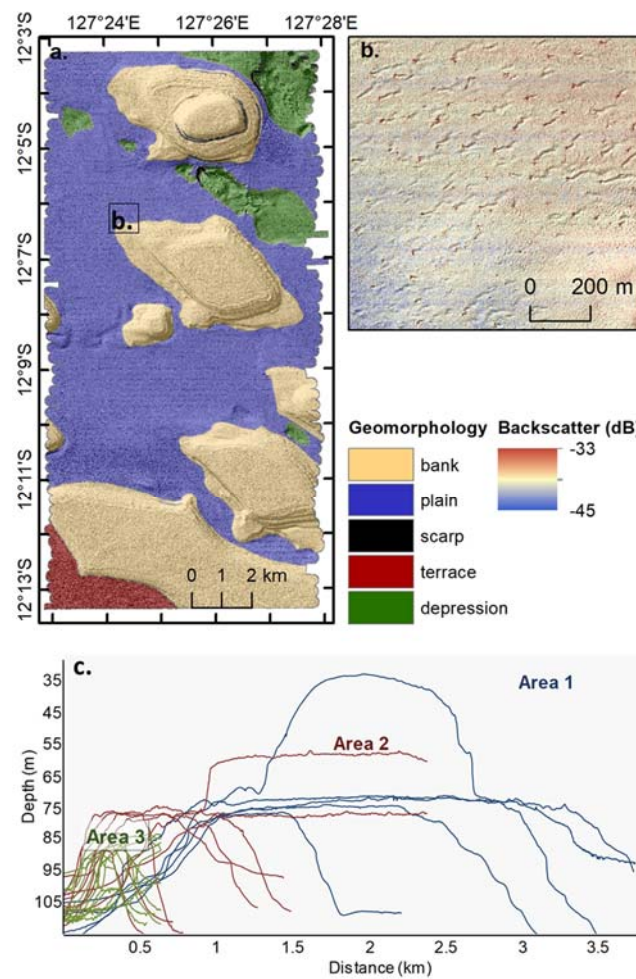 127°24'E 127°26'E 127°28'E
a.
12°3'S
12°5'S
12°7'S
12°9'S
12°11'S
12°13'S
b.
0 1 2 km
b.
0 200 m
Geomorphology
bank
plain
scarp
terrace
depression
Backscatter (dB)
-33
-45
c.
Area 1
Area 2
Area 3
Depth (m)
35
45
55
65
75
85
95
105
0.5 1 1.5 2 2.5 3 3.5
Distance (km)